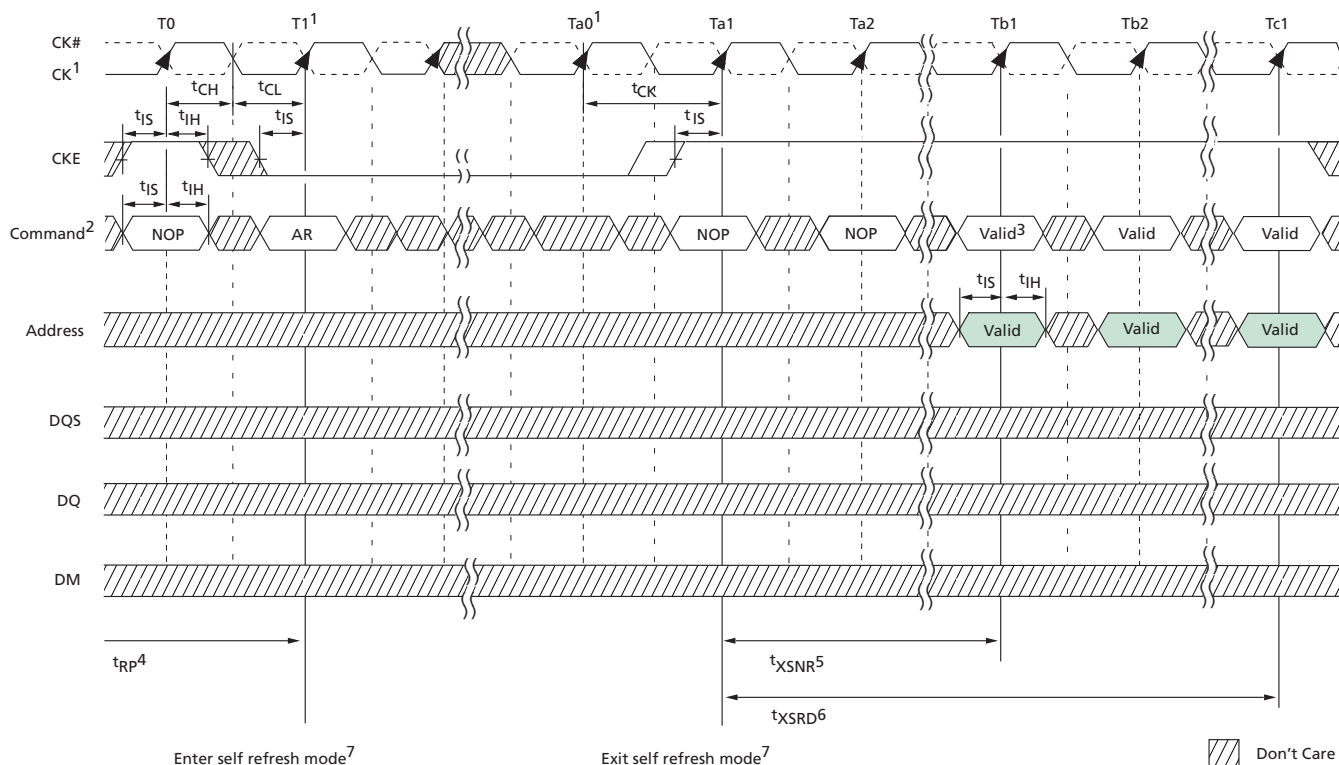 T0 T1¹ Ta0¹ Ta1 Ta2 Tb1 Tb2 Tc1
CK#
CK¹
tCH tCL tCK
tIS tIH tIS tIS
CKE
tIS tIH
Command² NOP AR NOP NOP Valid³ Valid Valid
tIS tIH
Address Valid Valid Valid
DQS
DQ
DM
tRP⁴ tXSNR⁵
tXSRD⁶
Enter self refresh mode⁷ Exit self refresh mode⁷ Don't Care